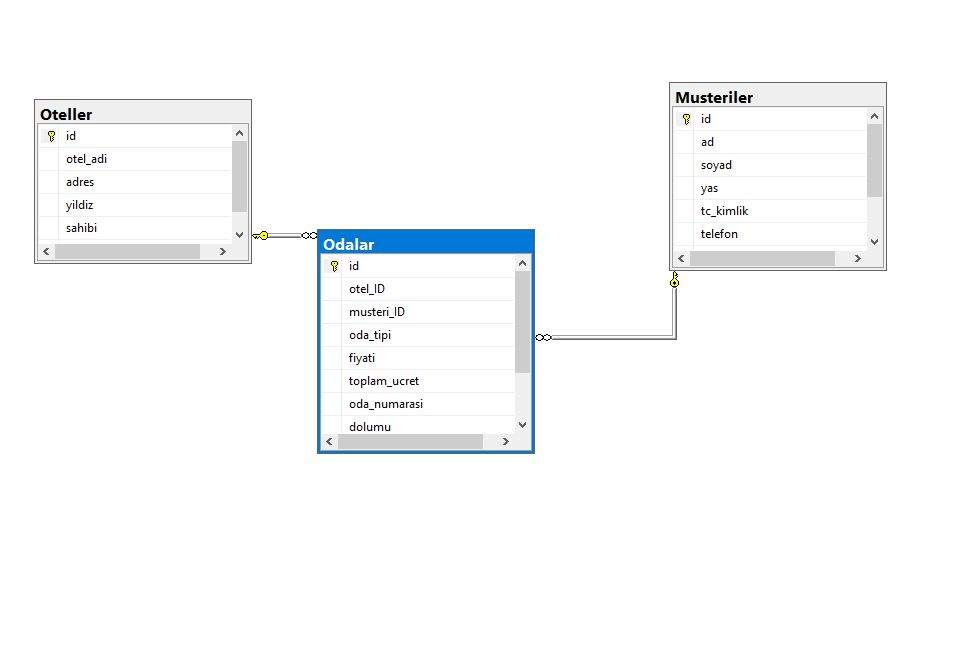 Oteller
id
otel_adi
adres
yildiz
sahibi
Odalar
id
otel_ID
musteri_ID
oda_tipi
fiyati
toplam_ucret
oda_numarasi
dolumu
Musteriler
id
ad
soyad
yas
tc_kimlik
telefon